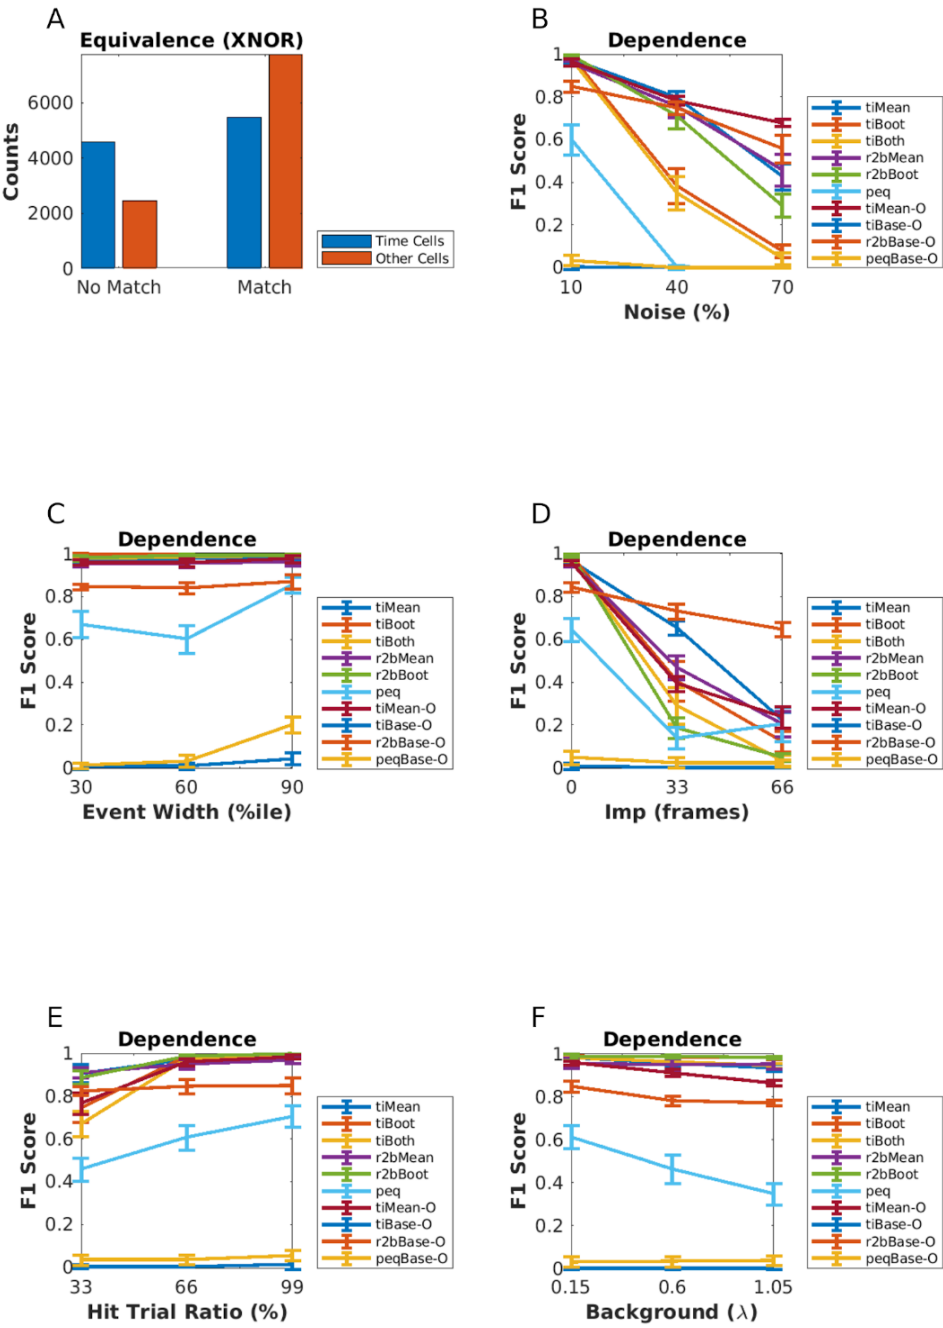 A
Equivalence (XNOR)
Counts
6000
4000
2000
0
No Match
Match
Time Cells
Other Cells
B
Dependence
F1 Score
1
0.8
0.6
0.4
0.2
0
10
40
70
Noise (%)
tiMean
tiBoot
tiBoth
r2bMean
r2bBoot
peq
tiMean-O
tiBase-O
r2bBase-O
peqBase-O
C
Dependence
F1 Score
1
0.8
0.6
0.4
0.2
0
30
60
90
Event Width (%ile)
tiMean
tiBoot
tiBoth
r2bMean
r2bBoot
peq
tiMean-O
tiBase-O
r2bBase-O
peqBase-O
D
Dependence
F1 Score
1
0.8
0.6
0.4
0.2
0
0
33
66
Imp (frames)
tiMean
tiBoot
tiBoth
r2bMean
r2bBoot
peq
tiMean-O
tiBase-O
r2bBase-O
peqBase-O
E
Dependence
F1 Score
1
0.8
0.6
0.4
0.2
0
33
66
99
Hit Trial Ratio (%)
tiMean
tiBoot
tiBoth
r2bMean
r2bBoot
peq
tiMean-O
tiBase-O
r2bBase-O
peqBase-O
F
Dependence
F1 Score
1
0.8
0.6
0.4
0.2
0
0.15
0.6
1.05
Background (λ)
tiMean
tiBoot
tiBoth
r2bMean
r2bBoot
peq
tiMean-O
tiBase-O
r2bBase-O
peqBase-O